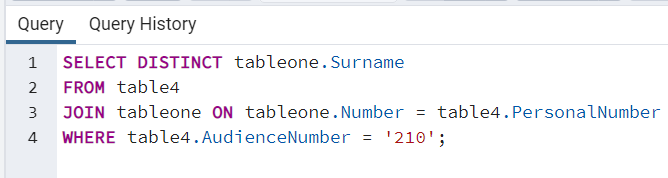 Query Query History
1 SELECT DISTINCT tableone.Surname
2 FROM table4
3 JOIN tableone ON tableone.Number = table4.PersonalNumber
4 WHERE table4.AudienceNumber = '210';